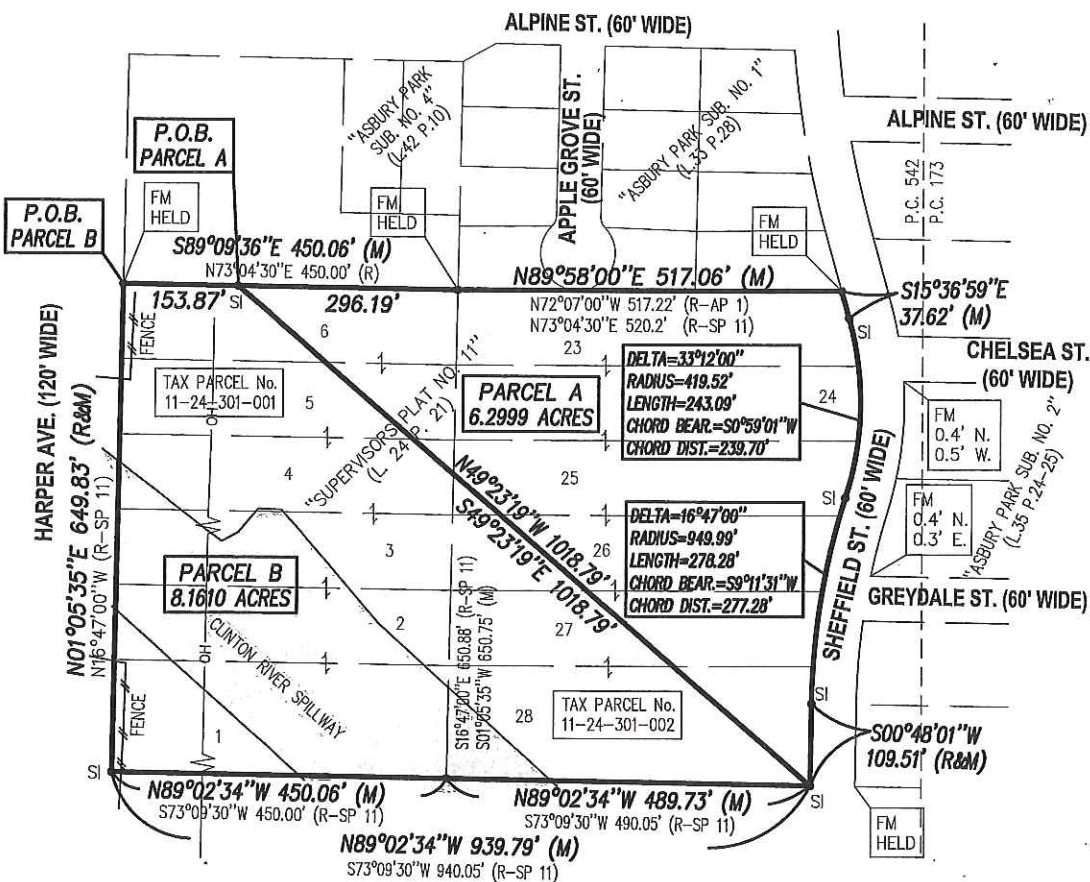 ALPINE ST. (60' WIDE)
"ASBURY PARK
SUB. NO. 4"
(L.42 P.10)
APPLE GROVE ST.
(60' WIDE)
"ASBURY PARK SUB. NO. 1"
(L.33 P.28)
ALPINE ST. (60' WIDE)
P.C. 542
P.C. 173
P.O.B.
PARCEL A
P.O.B.
PARCEL B
FM
HELD
FM
HELD
FM
HELD
S89°09'36"E 450.06' (M)
N73°04'30"E 450.00' (R)
N89°58'00"E 517.06' (M)
N72°07'00"W 517.22' (R-AP 1)
N73°04'30"E 520.2' (R-SP 11)
S15°36'59"E
37.62' (M)
153.87'
SI
296.19'
SI
FENCE
HARPER AVE. (120' WIDE)
N01°05'35"E 649.83' (R&M)
N16°47'00"W (R-SP 11)
TAX PARCEL No.
11-24-301-001
OH
6
5
4
3
2
1
"SUPERVISORS PLAT NO. 11"
(L. 24 P. 21)
PARCEL A
6.2999 ACRES
23
24
25
26
27
28
DELTA=33°12'00"
RADIUS=419.52'
LENGTH=243.09'
CHORD BEAR.=S0°59'01"W
CHORD DIST.=239.70'
CHELSEA ST.
(60' WIDE)
FM
0.4' N.
0.5' W.
FM
0.4' N.
0.3' E.
"ASBURY PARK SUB. NO. 2"
(L.35 P.24-25)
SI
DELTA=16°47'00"
RADIUS=949.99'
LENGTH=278.28'
CHORD BEAR.=S9°11'31"W
CHORD DIST.=277.28'
SHEFFIELD ST. (60' WIDE)
GREYDALE ST. (60' WIDE)
N49°23'19"W 1018.79'
S49°23'19"E 1018.79'
PARCEL B
8.1610 ACRES
CLINTON RIVER SPILLWAY
OH
FENCE
S16°47'00"E 650.88' (R-SP 11)
S01°05'35"W 650.75' (M)
TAX PARCEL No.
11-24-301-002
SI
S00°48'01"W
109.51' (R&M)
SI
SI
N89°02'34"W 450.06' (M)
S73°09'30"W 450.00' (R-SP 11)
N89°02'34"W 489.73' (M)
S73°09'30"W 490.05' (R-SP 11)
N89°02'34"W 939.79' (M)
S73°09'30"W 940.05' (R-SP 11)
FM
HELD